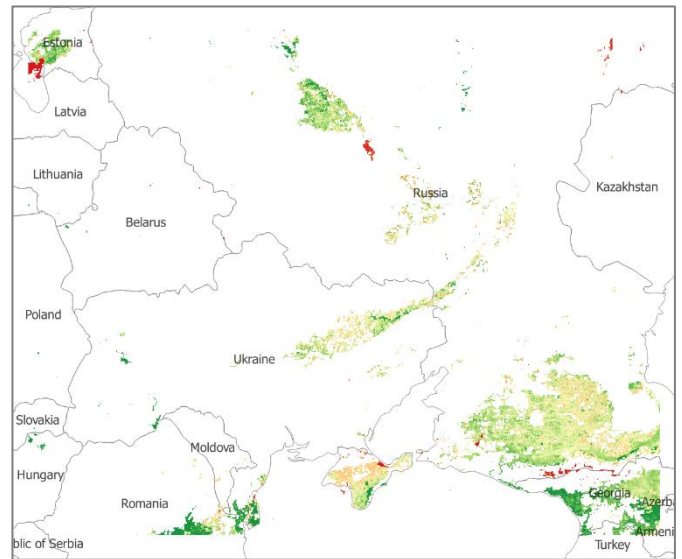 Estonia
Latvia
Lithuania
Russia
Kazakhstan
Belarus
Poland
Ukraine
Slovakia
Moldova
Hungary
Georgia
Romania
Azerba
Armeni
blic of Serbia
Turkey